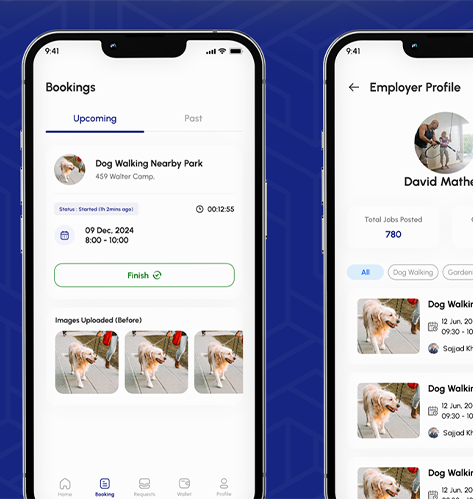 9:41
Bookings
Upcoming
Past
Dog Walking Nearby Park
459 Walter Camp,
Status : Started (1h 2mins ago)
00:12:55
09 Dec, 2024
8:00 - 10:00
Finish
Images Uploaded (Before)
Home
Booking
Requests
Wallet
Profile
9:41
Employer Profile
David Mathe
Total Jobs Posted
780
All
Dog Walking
Garden
Dog Walkin
12 Jun, 20
09:30 - 10
Sajjad Kh
Dog Walkin
12 Jun, 20
09:30 - 10
Sajjad Kh
Dog Walkin
12 Jun, 20